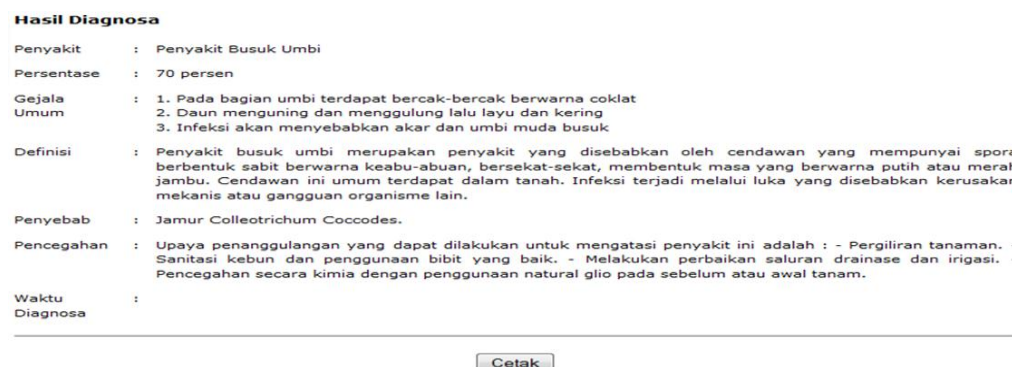 Hasil Diagnosa
Penyakit : Penyakit Busuk Umbi
Persentase : 70 persen
Gejala Umum : 1. Pada bagian umbi terdapat bercak-bercak berwarna coklat
2. Daun menguning dan menggulung lalu layu dan kering
3. Infeksi akan menyebabkan akar dan umbi muda busuk
Definisi : Penyakit busuk umbi merupakan penyakit yang disebabkan oleh cendawan yang mempunyai spora
berbentuk sabit berwarna keabu-abuan, bersekat-sekat, membentuk masa yang berwarna putih atau merah
jambu. Cendawan ini umum terdapat dalam tanah. Infeksi terjadi melalui luka yang disebabkan kerusakan
mekanis atau gangguan organisme lain.
Penyebab : Jamur Colleotrichum Coccodes.
Pencegahan : Upaya penanggulangan yang dapat dilakukan untuk mengatasi penyakit ini adalah : - Pergiliran tanaman. -
Sanitasi kebun dan penggunaan bibit yang baik. - Melakukan perbaikan saluran drainase dan irigasi. -
Pencegahan secara kimia dengan penggunaan natural glio pada sebelum atau awal tanam.
Waktu Diagnosa :
Cetak